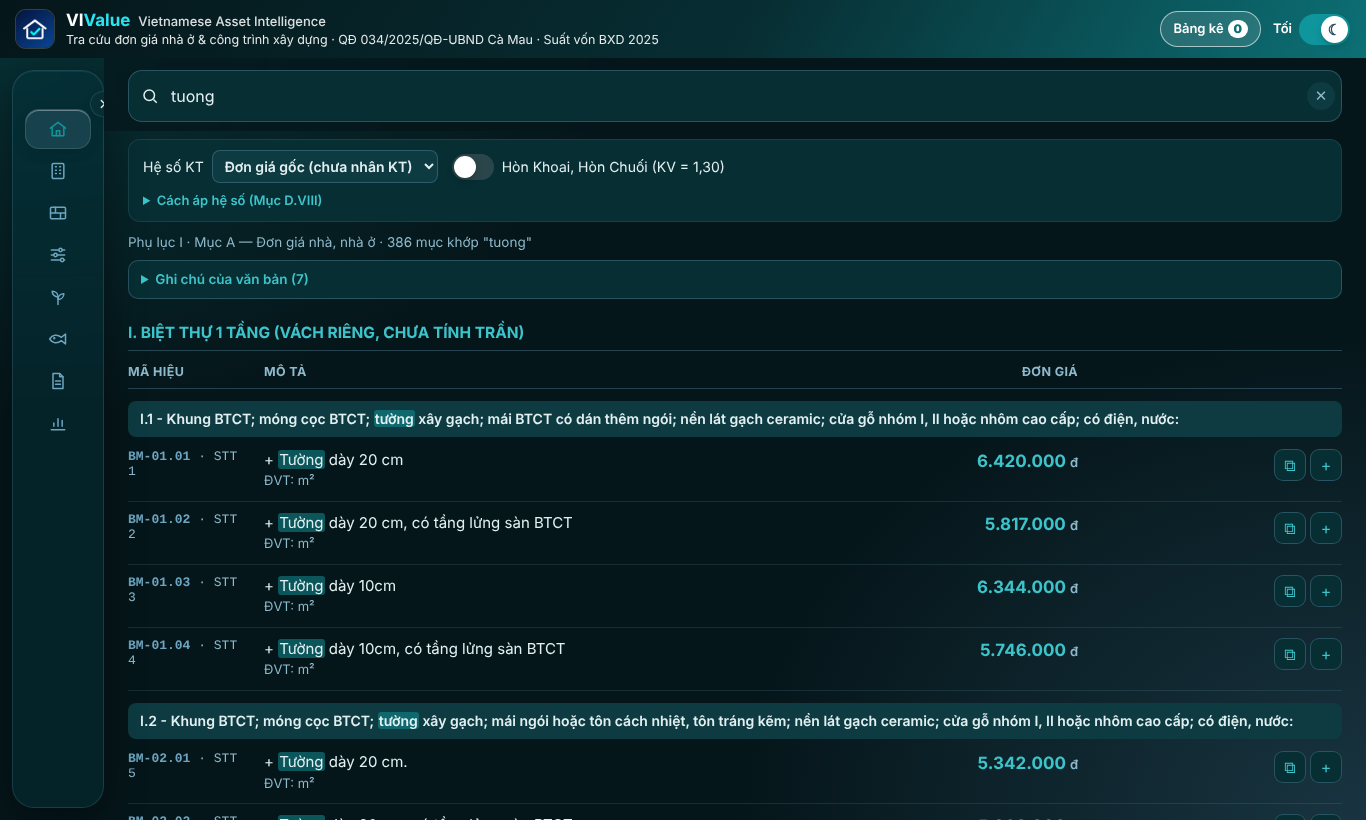 VIValue Vietnamese Asset Intelligence
Tra cứu đơn giá nhà ở & công trình xây dựng · QĐ 034/2025/QĐ-UBND Cà Mau · Suất vốn BXD 2025
Bảng kê 0
Tối
tuong
Hệ số KT Đơn giá gốc (chưa nhân KT) Hòn Khoai, Hòn Chuối (KV = 1,30)
Cách áp hệ số (Mục D.VIII)
Phụ lục I · Mục A — Đơn giá nhà, nhà ở · 386 mục khớp "tuong"
Ghi chú của văn bản (7)
I. BIỆT THỰ 1 TẦNG (VÁCH RIÊNG, CHƯA TÍNH TRẦN)
MÃ HIỆU MÔ TẢ ĐƠN GIÁ
I.1 - Khung BTCT; móng cọc BTCT; tường xây gạch; mái BTCT có dán thêm ngói; nền lát gạch ceramic; cửa gỗ nhóm I, II hoặc nhôm cao cấp; có điện, nước:
BM-01.01 · STT 1
+ Tường dày 20 cm
ĐVT: m²
6.420.000 đ
BM-01.02 · STT 2
+ Tường dày 20 cm, có tầng lửng sàn BTCT
ĐVT: m²
5.817.000 đ
BM-01.03 · STT 3
+ Tường dày 10cm
ĐVT: m²
6.344.000 đ
BM-01.04 · STT 4
+ Tường dày 10cm, có tầng lửng sàn BTCT
ĐVT: m²
5.746.000 đ
I.2 - Khung BTCT; móng cọc BTCT; tường xây gạch; mái ngói hoặc tôn cách nhiệt, tôn tráng kẽm; nền lát gạch ceramic; cửa gỗ nhóm I, II hoặc nhôm cao cấp; có điện, nước:
BM-02.01 · STT 5
+ Tường dày 20 cm.
ĐVT: m²
5.342.000 đ